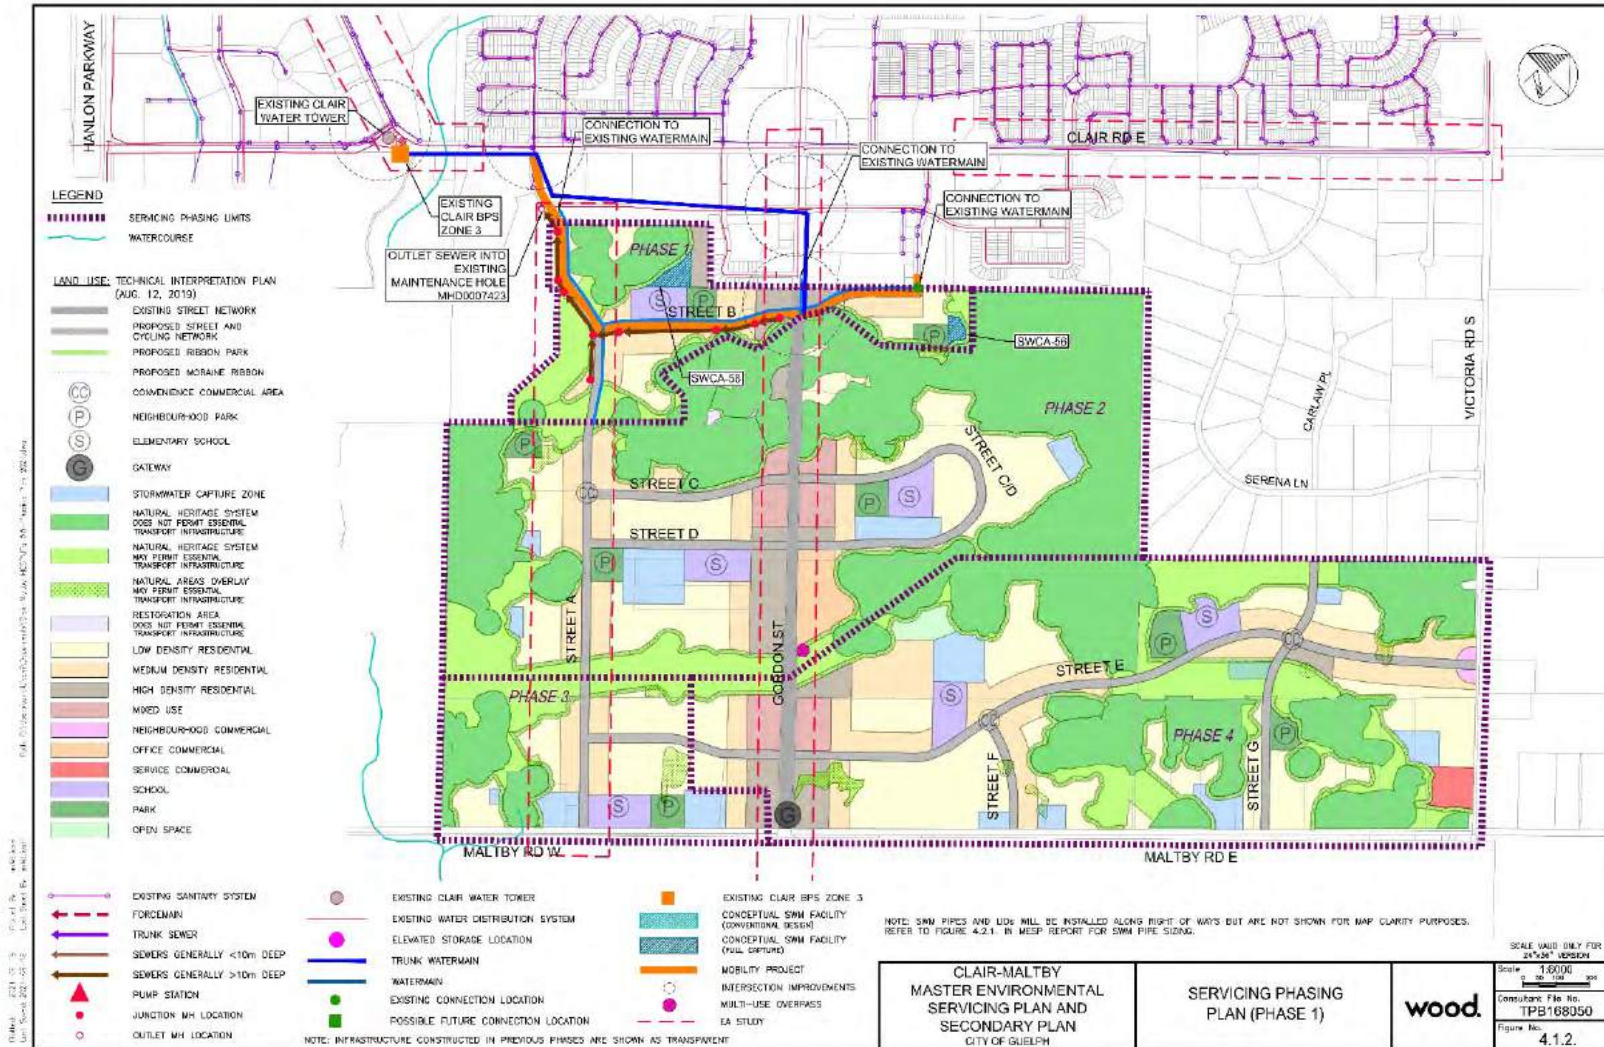 HANLON PARKWAY
EXISTING CLAIR
WATER TOWER
CONNECTION TO
EXISTING WATERMAIN
CLAIR RD E
CONNECTION TO
EXISTING WATERMAIN
CONNECTION TO
EXISTING WATERMAIN
EXISTING
CLAIR BPS
ZONE 3
OUTLET SEWER INTO
EXISTING
MAINTENANCE HOLE
MHD0007423
PHASE 1
S
P
STREET B
P
SWCA-56
SWCA-58
PHASE 2
VICTORIA RD S
CARLAW PL
SERENA LN
P
CC
STREET C
STREET C/D
P
S
STREET D
P
S
STREET A
GORDON ST
S
P
CC
STREET E
PHASE 3
S
CC
PHASE 4
P
STREET F
STREET G
S
P
G
MALTBY RD W
MALTBY RD E
LEGEND
SERVICING PHASING LIMITS
WATERCOURSE
LAND USE: TECHNICAL INTERPRETATION PLAN
(AUG. 12, 2019)
EXISTING STREET NETWORK
PROPOSED STREET AND
CYCLING NETWORK
PROPOSED RIBBON PARK
PROPOSED MORAINE RIBBON
CC CONVENIENCE COMMERCIAL AREA
P NEIGHBOURHOOD PARK
S ELEMENTARY SCHOOL
G GATEWAY
STORMWATER CAPTURE ZONE
NATURAL HERITAGE SYSTEM
DOES NOT PERMIT ESSENTIAL
TRANSPORT INFRASTRUCTURE
NATURAL HERITAGE SYSTEM
MAY PERMIT ESSENTIAL
TRANSPORT INFRASTRUCTURE
NATURAL AREAS OVERLAY
MAY PERMIT ESSENTIAL
TRANSPORT INFRASTRUCTURE
RESTORATION AREA
DOES NOT PERMIT ESSENTIAL
TRANSPORT INFRASTRUCTURE
LOW DENSITY RESIDENTIAL
MEDIUM DENSITY RESIDENTIAL
HIGH DENSITY RESIDENTIAL
MIXED USE
NEIGHBOURHOOD COMMERCIAL
OFFICE COMMERCIAL
SERVICE COMMERCIAL
SCHOOL
PARK
OPEN SPACE
EXISTING SANITARY SYSTEM
FORCEMAIN
TRUNK SEWER
SEWERS GENERALLY <10m DEEP
SEWERS GENERALLY >10m DEEP
PUMP STATION
JUNCTION MH LOCATION
OUTLET MH LOCATION
EXISTING CLAIR WATER TOWER
EXISTING WATER DISTRIBUTION SYSTEM
ELEVATED STORAGE LOCATION
TRUNK WATERMAIN
WATERMAIN
EXISTING CONNECTION LOCATION
POSSIBLE FUTURE CONNECTION LOCATION
NOTE: INFRASTRUCTURE CONSTRUCTED IN PREVIOUS PHASES ARE SHOWN AS TRANSPARENT
EXISTING CLAIR BPS ZONE 3
CONCEPTUAL SWM FACILITY
(CONVENTIONAL DESIGN)
CONCEPTUAL SWM FACILITY
(FULL CAPTURE)
MOBILITY PROJECT
INTERSECTION IMPROVEMENTS
MULTI-USE OVERPASS
EA STUDY
NOTE: SWM PIPES AND LIDs WILL BE INSTALLED ALONG RIGHT OF WAYS BUT ARE NOT SHOWN FOR MAP CLARITY PURPOSES.
REFER TO FIGURE 4.2.1. IN MESP REPORT FOR SWM PIPE SIZING.
CLAIR-MALTBY
MASTER ENVIRONMENTAL
SERVICING PLAN AND
SECONDARY PLAN
CITY OF GUELPH
SERVICING PHASING
PLAN (PHASE 1)
wood.
SCALE VALID ONLY FOR
24"x36" VERSION
Scale 1:6000
Consultant File No.
TPB168050
Figure No.
4.1.2.